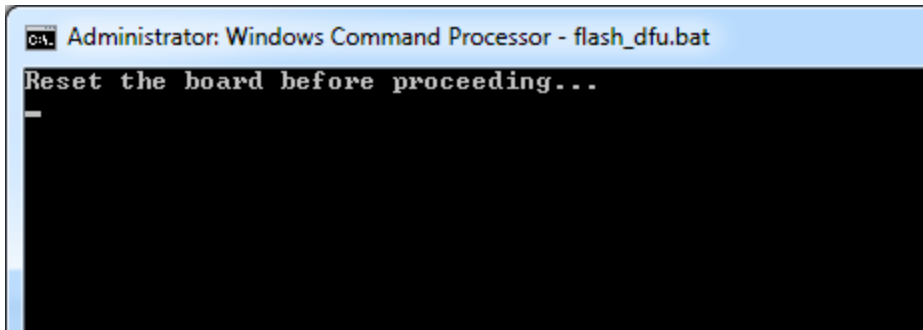 C:\.
Administrator: Windows Command Processor - flash_dfu.bat
Reset the board before proceeding...